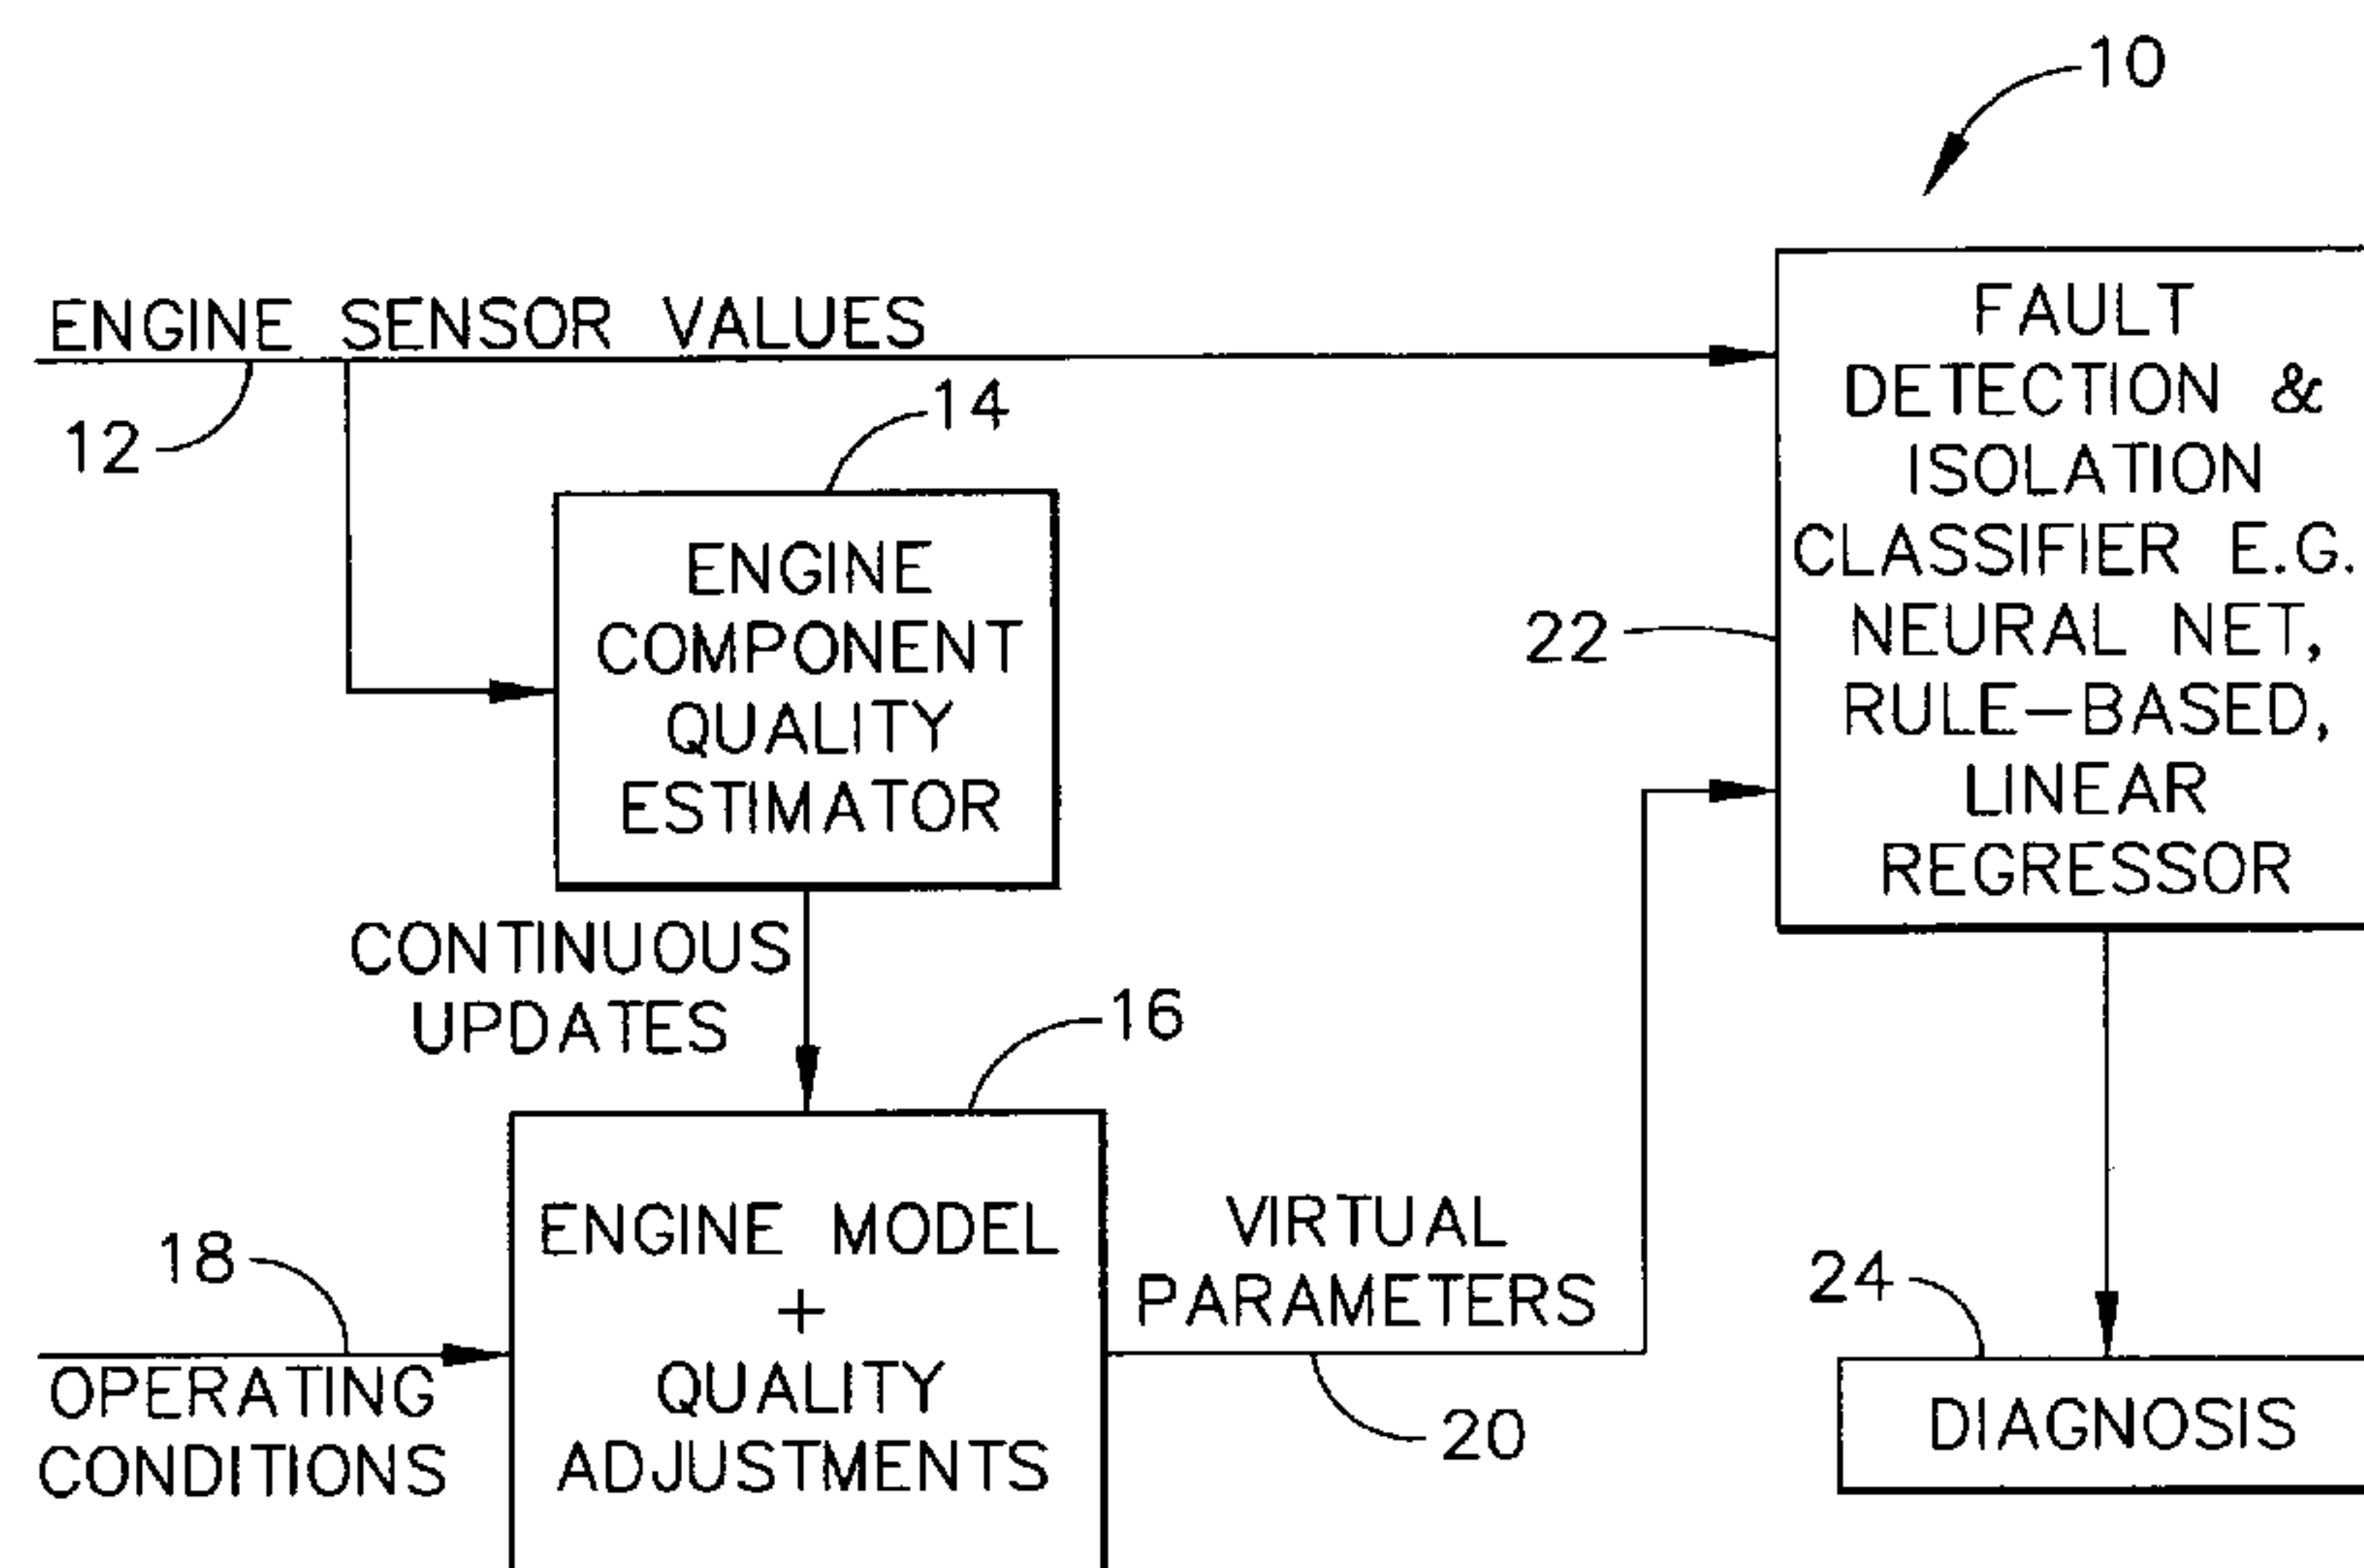 10
ENGINE SENSOR VALUES
12
14
ENGINE
COMPONENT
QUALITY
ESTIMATOR
FAULT
DETECTION &
ISOLATION
CLASSIFIER E.G.
NEURAL NET,
RULE-BASED,
LINEAR
REGRESSOR
22
CONTINUOUS
UPDATES
16
18
OPERATING
CONDITIONS
ENGINE MODEL
+
QUALITY
ADJUSTMENTS
VIRTUAL
PARAMETERS
20
24
DIAGNOSIS